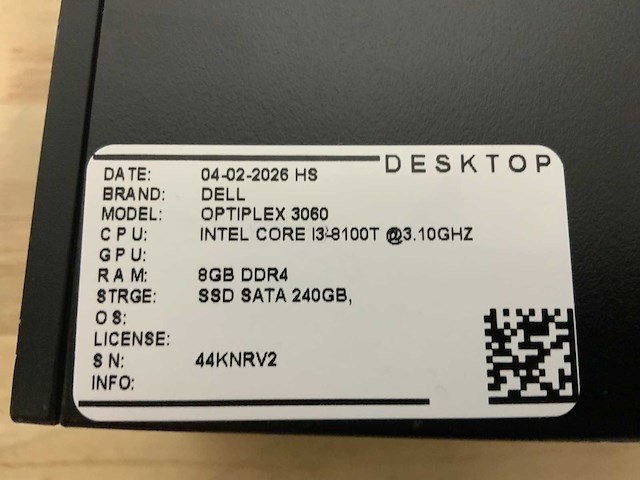 DESKTOP
DATE: 04-02-2026 HS
BRAND: DELL
MODEL: OPTIPLEX 3060
CPU: INTEL CORE I3-8100T @3.10GHZ
GPU:
RAM: 8GB DDR4
STRGE: SSD SATA 240GB,
OS:
LICENSE:
SN: 44KNRV2
INFO: